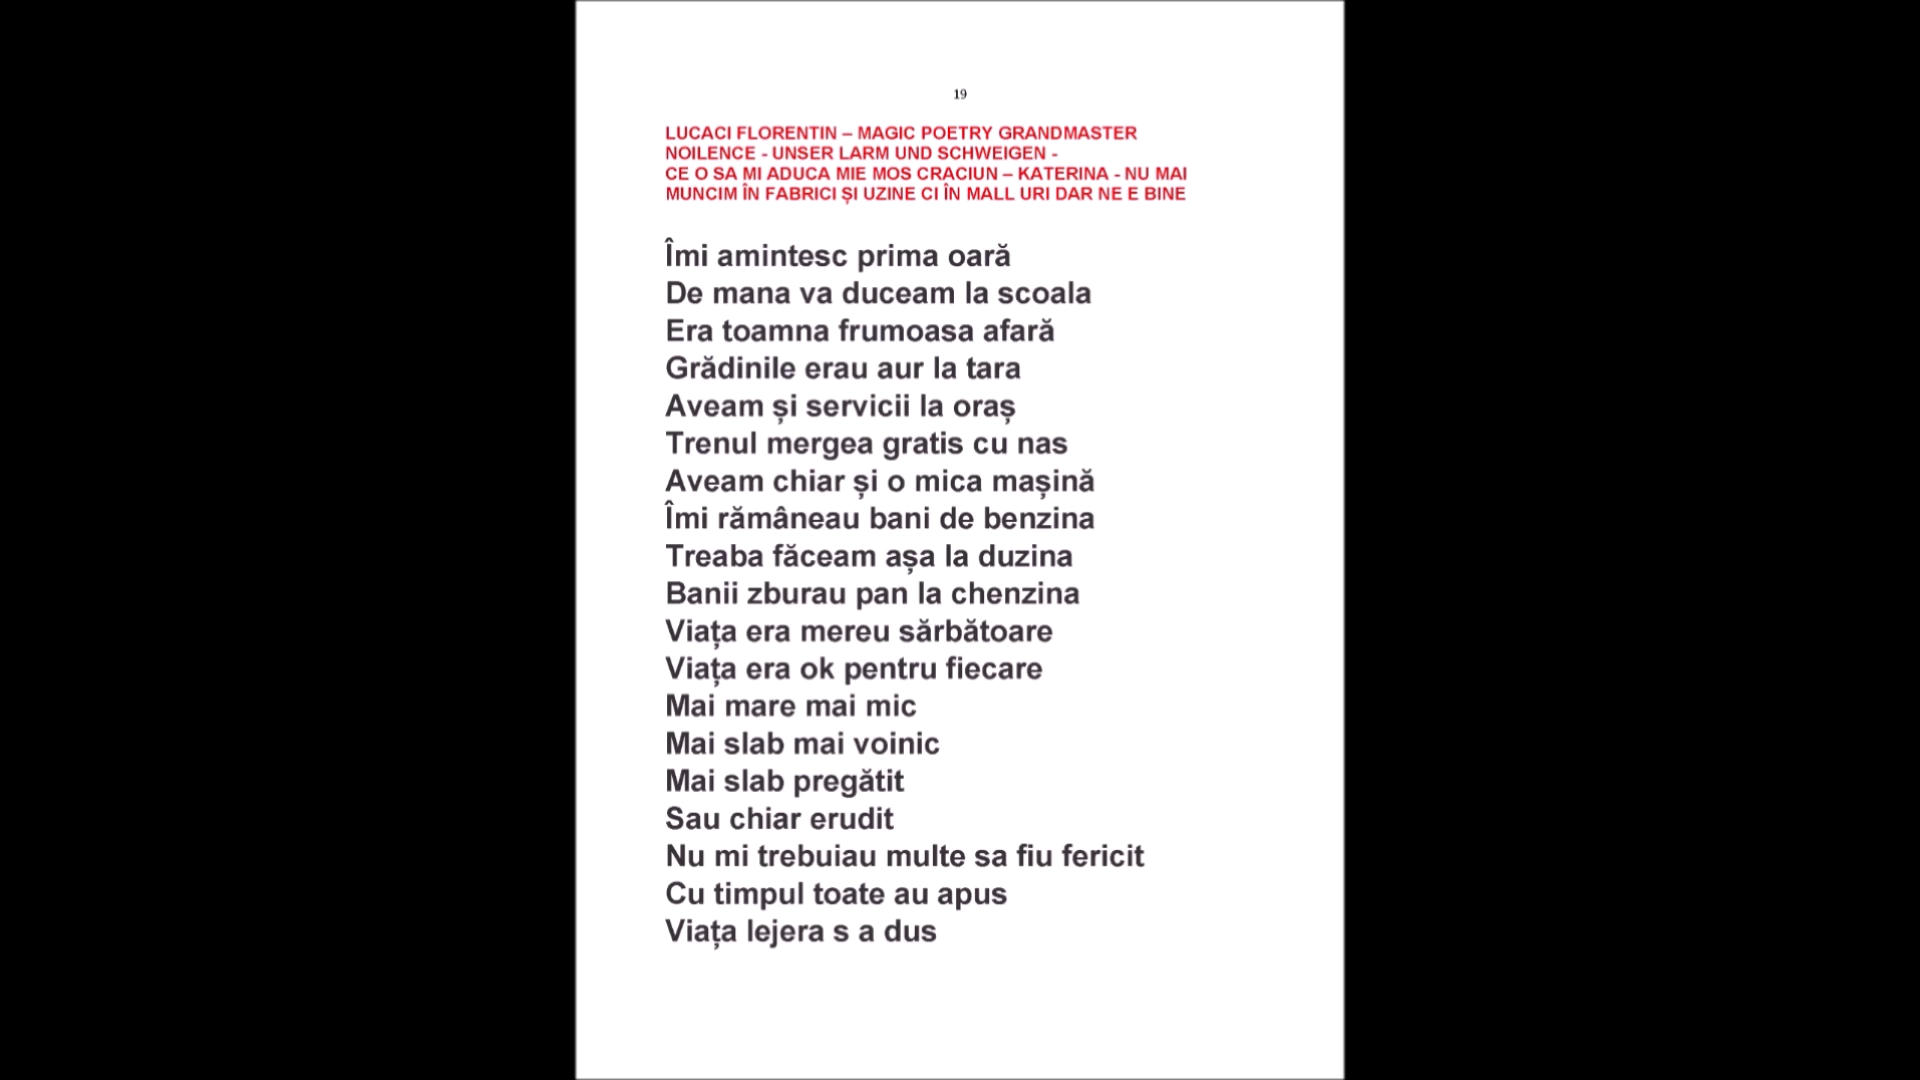 19
LUCACI FLORENTIN – MAGIC POETRY GRANDMASTER
NOILENCE - UNSER LARM UND SCHWEIGEN -
CE O SA MI ADUCA MIE MOS CRACIUN – KATERINA - NU MAI
MUNCIM ÎN FABRICI ȘI UZINE CI ÎN MALL URI DAR NE E BINE
Îmi amintesc prima oară
De mana va duceam la scoala
Era toamna frumoasa afară
Grădinile erau aur la tara
Aveam și servicii la oraș
Trenul mergea gratis cu nas
Aveam chiar și o mica mașină
Îmi rămâneau bani de benzina
Treaba făceam așa la duzina
Banii zburau pan la chenzina
Viața era mereu sărbătoare
Viața era ok pentru fiecare
Mai mare mai mic
Mai slab mai voinic
Mai slab pregătit
Sau chiar erudit
Nu mi trebuiau multe sa fiu fericit
Cu timpul toate au apus
Viața lejera s a dus